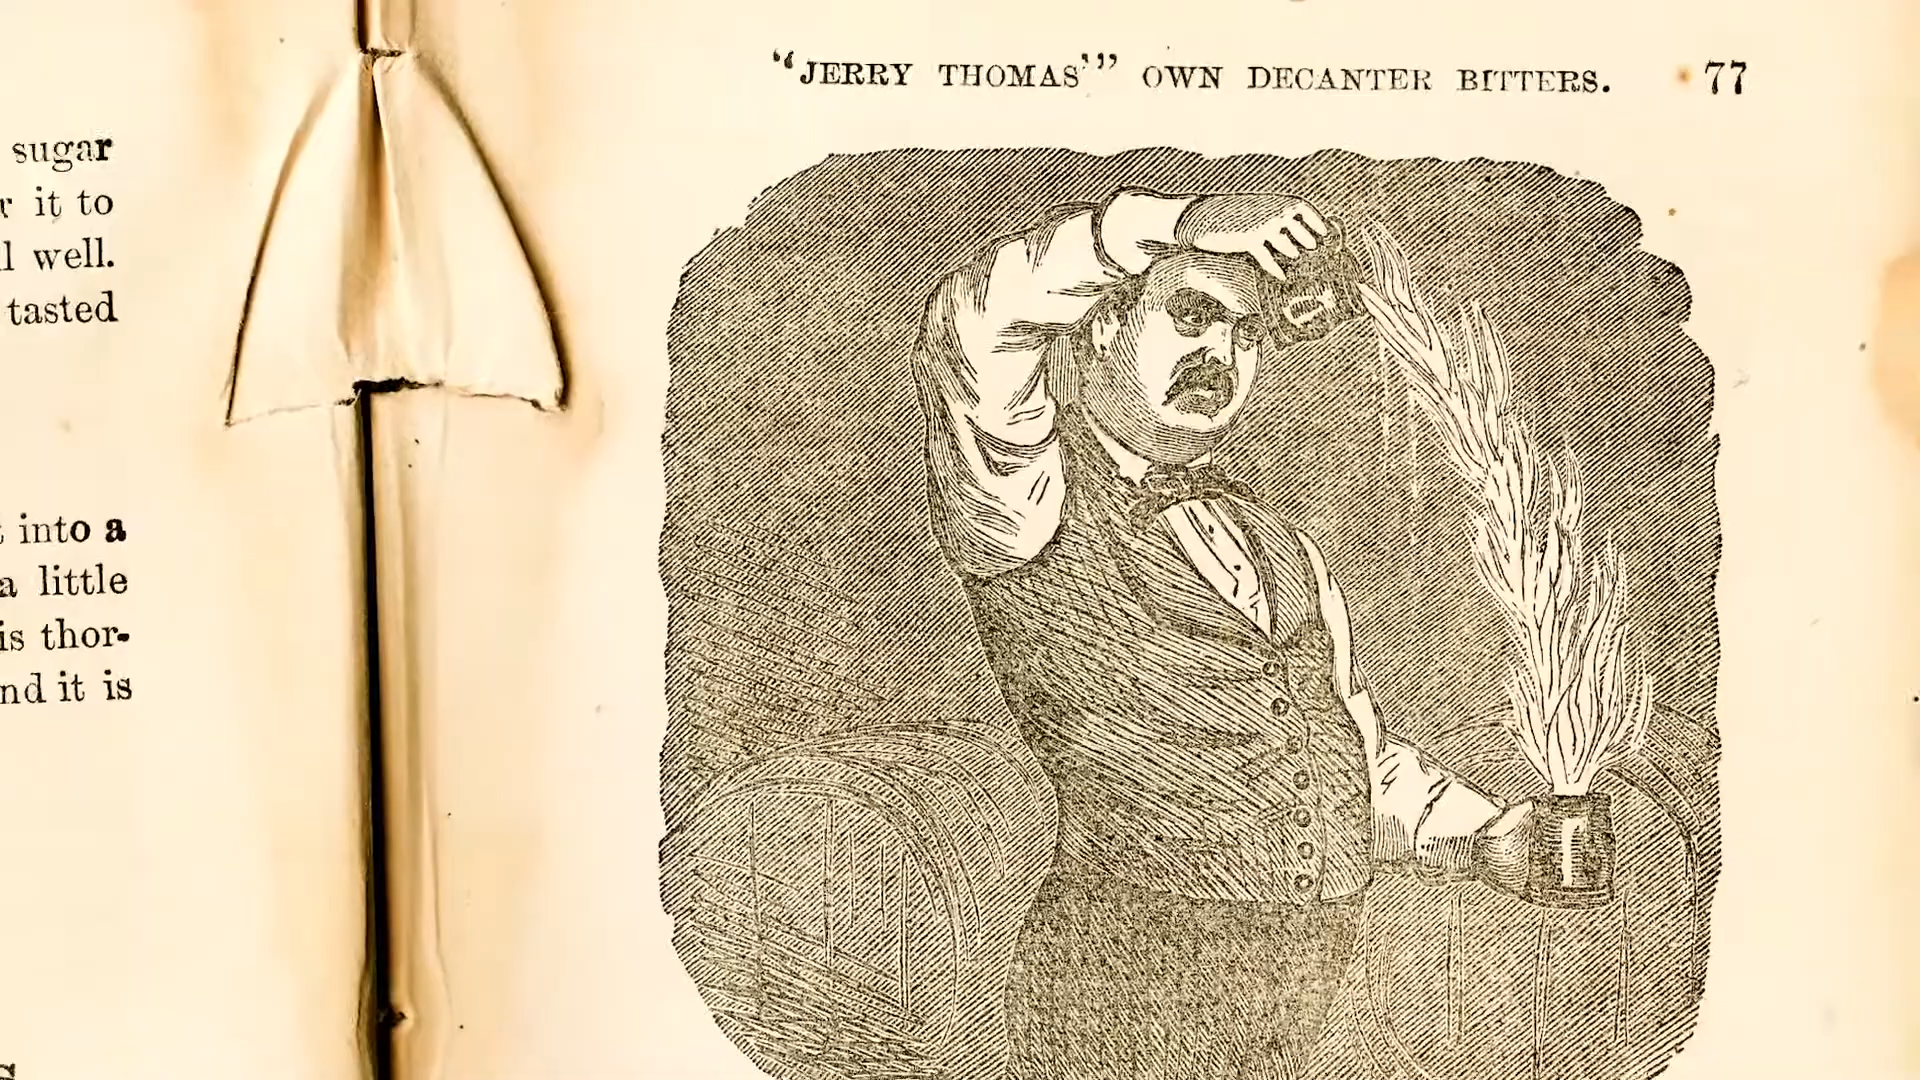 sugar
it to
well.
tasted
into a
a little
is thor-
nd it is
"JERRY THOMAS'" OWN DECANTER BITTERS. 77